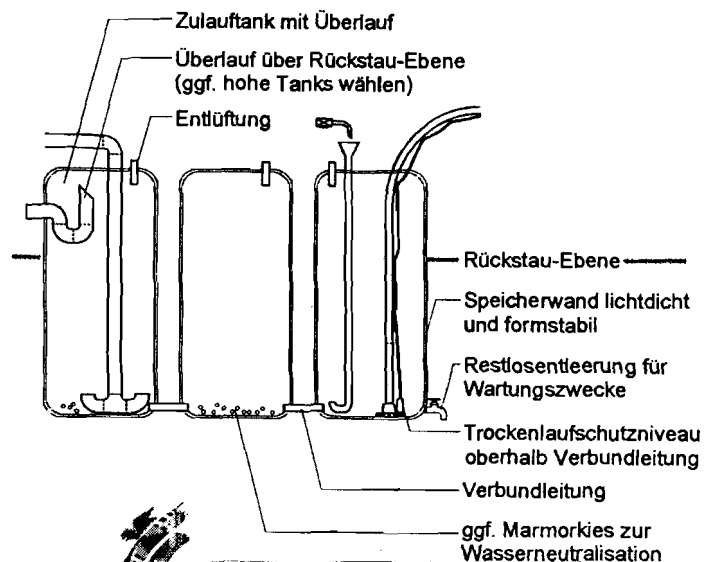 Zulauftank mit Überlauf
Überlauf über Rückstau-Ebene
(ggf. hohe Tanks wählen)
Entlüftung
Rückstau-Ebene
Speicherwand lichtdicht
und formstabil
Restlosentleerung für
Wartungszwecke
Trockenlaufschutzniveau
oberhalb Verbundleitung
Verbundleitung
ggf. Marmorkies zur
Wasserneutralisation